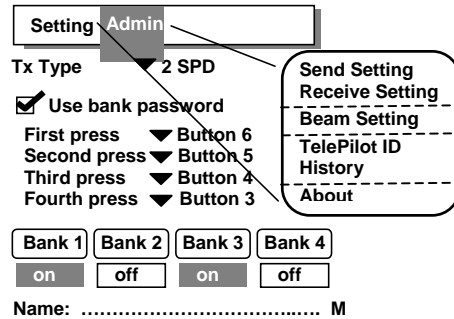 Setting Admin
Tx Type 2 SPD
Use bank password
First press Button 6
Second press Button 5
Third press Button 4
Fourth press Button 3
Send Setting
Receive Setting
Beam Setting
TelePilot ID
History
About
Bank 1 Bank 2 Bank 3 Bank 4
on off on off
Name: ………………………………..…. M